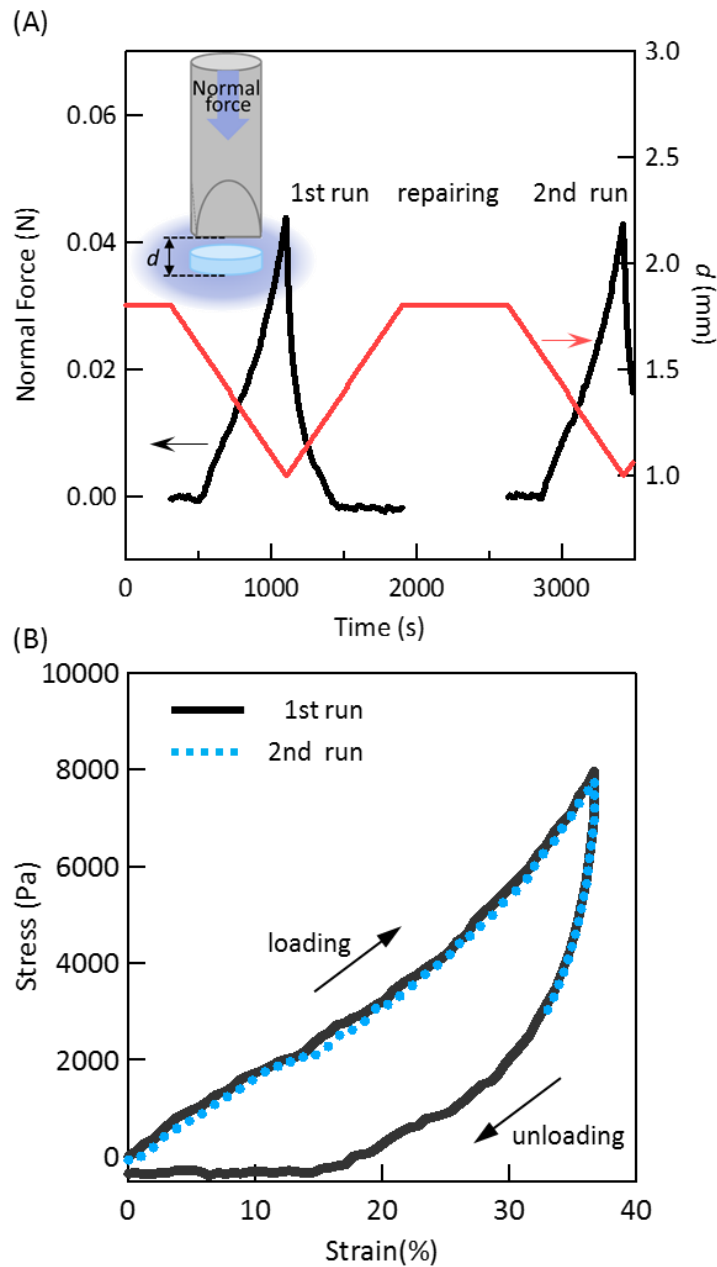 (A)
Normal
force
d
1st run repairing 2nd run
Normal Force (N)
0.06
0.04
0.02
0.00
d (mm)
3.0
2.5
2.0
1.5
1.0
0 1000 2000 3000
Time (s)
(B)
1st run
2nd run
loading
unloading
Stress (Pa)
10000
8000
6000
4000
2000
0
0 10 20 30 40
Strain(%)